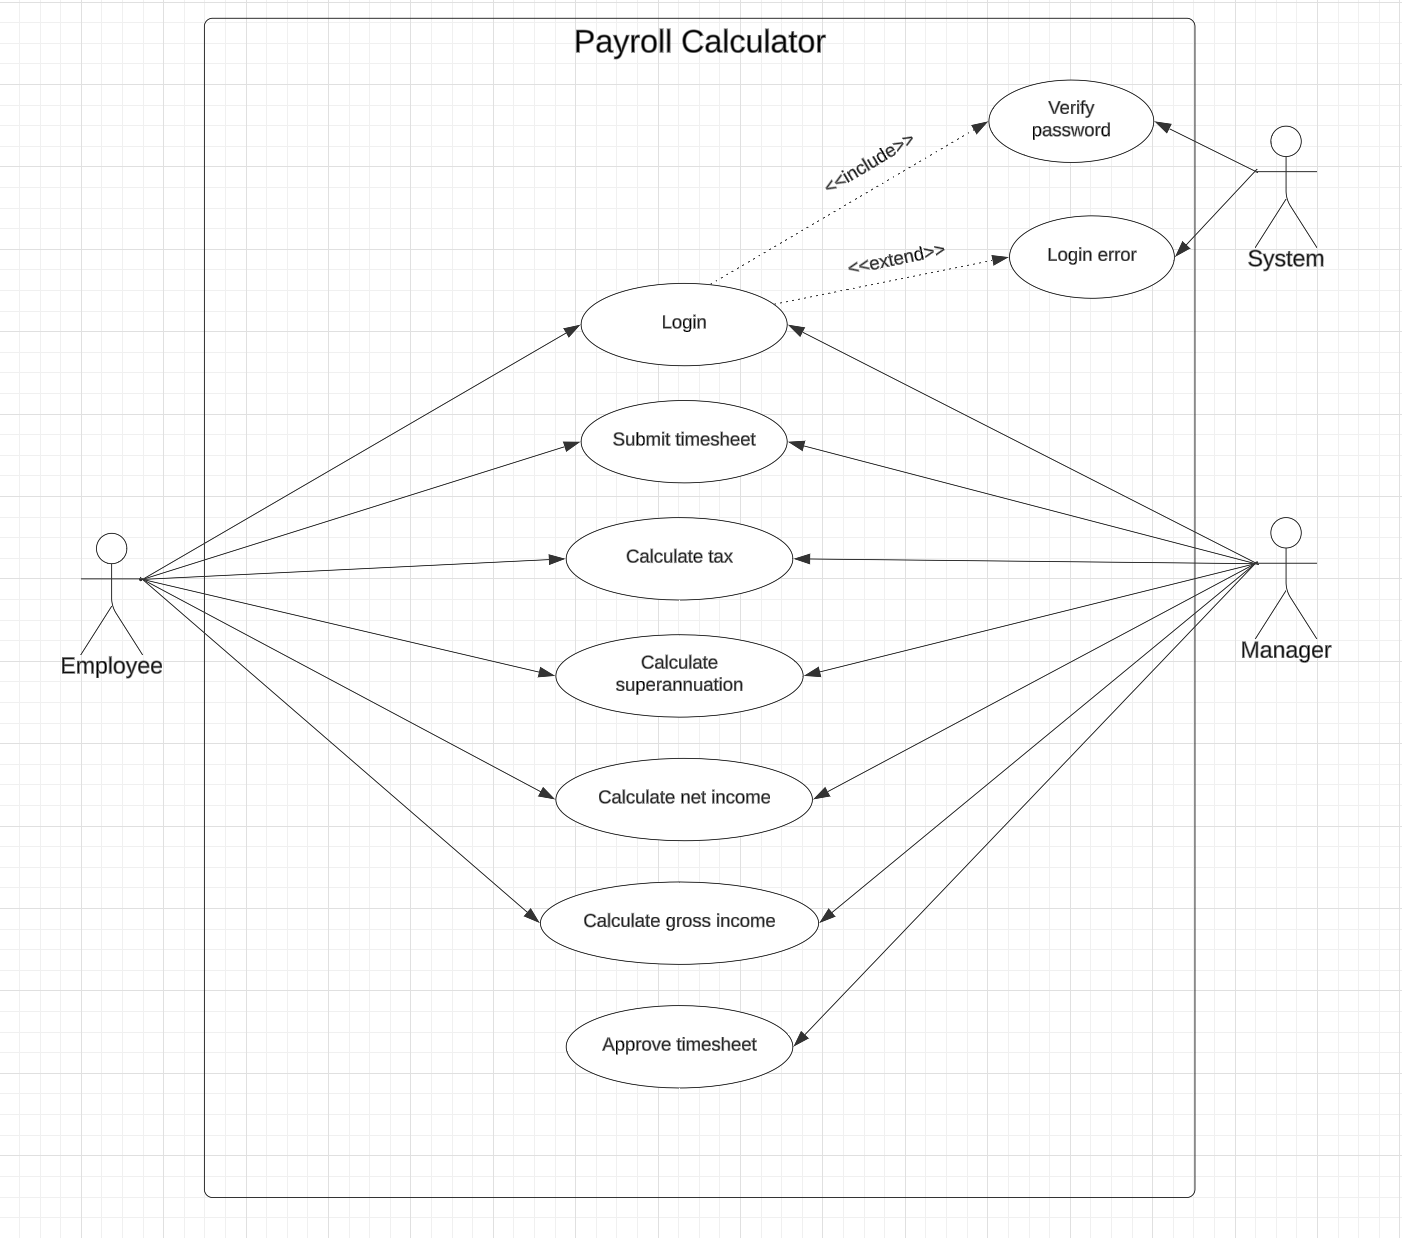 Payroll Calculator
Verify
password
<<include>>
System
Login error
<<extend>>
Login
Submit timesheet
Calculate tax
Employee
Manager
Calculate
superannuation
Calculate net income
Calculate gross income
Approve timesheet